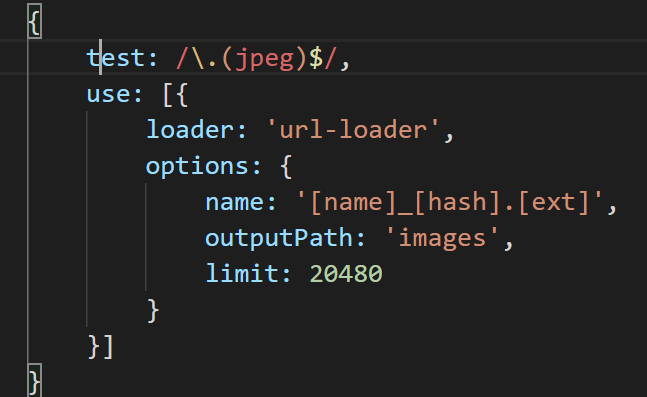 {
    test: /\.(jpeg)$/,
    use: [{
        loader: 'url-loader',
        options: {
            name: '[name]_[hash].[ext]',
            outputPath: 'images',
            limit: 20480
        }
    }]
}